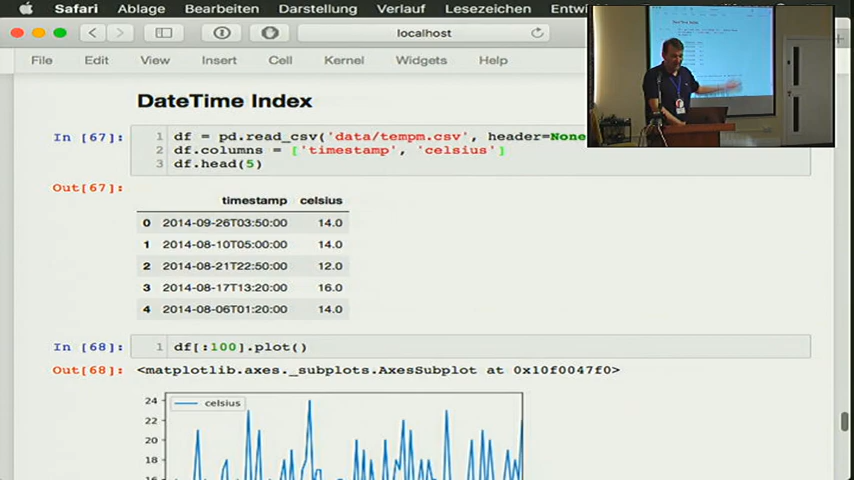 Safari Ablage Bearbeiten Darstellung Verlauf Lesezeichen
localhost
File Edit View Insert Cell Kernel Widgets Help
DateTime Index
In [67]: 1 df = pd.read_csv('data/tempm.csv', header=None
2 df.columns = ['timestamp', 'celsius']
3 df.head(5)
Out[67]:
timestamp celsius
0 2014-09-26T03:50:00 14.0
1 2014-08-10T05:00:00 14.0
2 2014-08-21T22:50:00 12.0
3 2014-08-17T13:20:00 16.0
4 2014-08-06T01:20:00 14.0
In [68]: 1 df[:100].plot()
Out[68]: <matplotlib.axes._subplots.AxesSubplot at 0x10f0047f0>
24 celsius
22
20
18